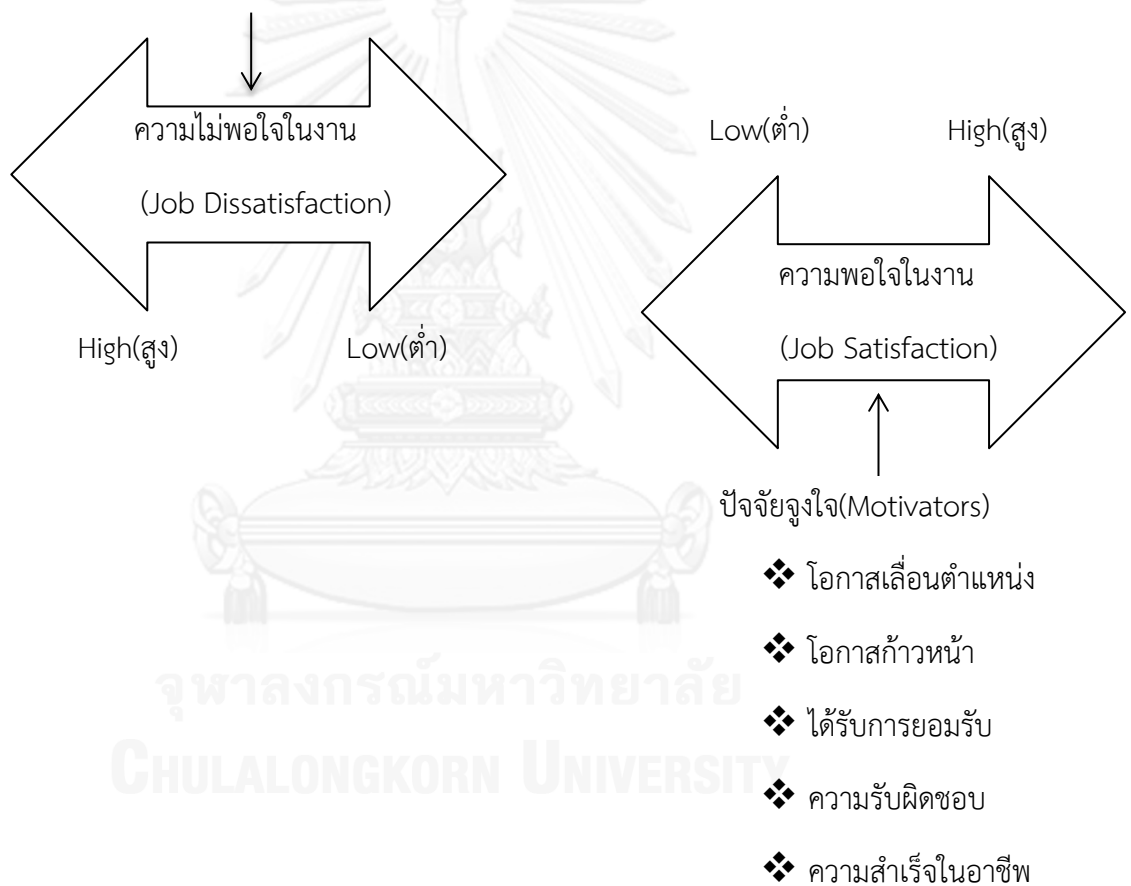 ความไม่พอใจในงาน
(Job Dissatisfaction)
High(สูง)
Low(ต่ำ)
Low(ต่ำ)
High(สูง)
ความพอใจในงาน
(Job Satisfaction)
ปัจจัยจูงใจ(Motivators)
❖ โอกาสเลื่อนตำแหน่ง
❖ โอกาสก้าวหน้า
❖ ได้รับการยอมรับ
❖ ความรับผิดชอบ
❖ ความสำเร็จในอาชีพ
จุฬาลงกรณ์มหาวิทยาลัย
CHULALONGKORN UNIVERSITY